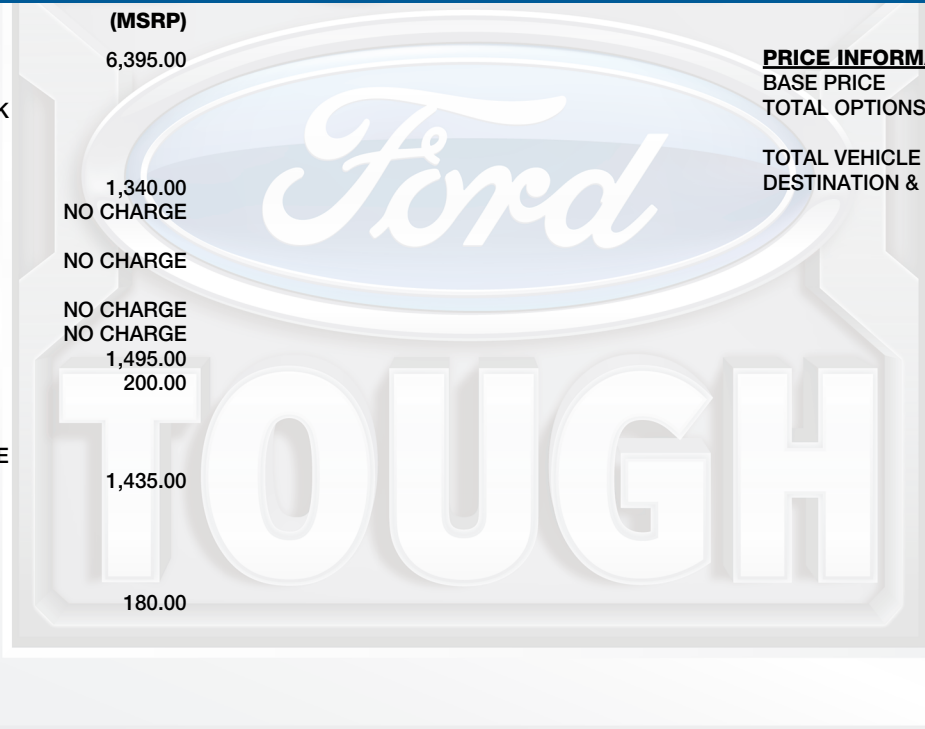 (MSRP)
6,395.00
K
1,340.00
NO CHARGE
NO CHARGE
NO CHARGE
NO CHARGE
1,495.00
200.00
E
1,435.00
180.00
PRICE INFORMA
BASE PRICE
TOTAL OPTIONS
TOTAL VEHICLE
DESTINATION &
Ford
TOUGH